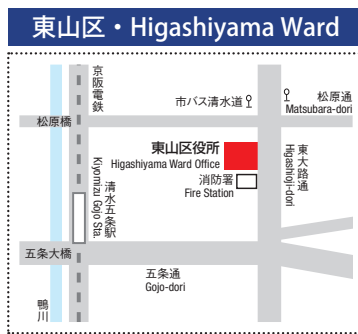 東山区・Higashiyama Ward
京阪電鉄
市バス清水道
松原通
Matsubara-dori
松原橋
東山区役所
Higashiyama Ward Office
消防署
Fire Station
東大路通
Higashioji-dori
清水五条駅
Kiyomizu Gojo Sta.
五条大橋
五条通
Gojo-dori
鴨川